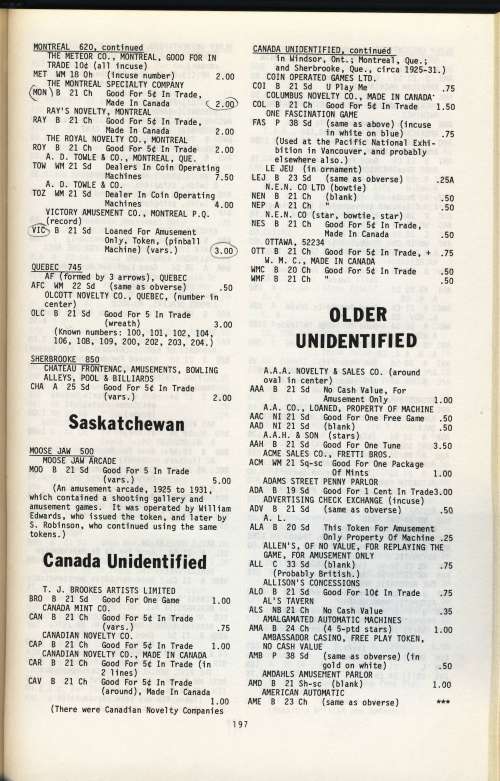 MONTREAL 620, continued
THE METEOR CO., MONTREAL, GOOD FOR IN
TRADE 10¢ (all incuse)
MET WM 18 Oh (incuse number) 2.00
THE MONTREAL SPECIALTY COMPANY
MON B 21 Ch Good For 5¢ In Trade,
Made In Canada 2.00
RAY'S NOVELTY, MONTREAL
RAY B 21 Ch Good For 5¢ In Trade,
Made In Canada 2.00
THE ROYAL NOVELTY CO., MONTREAL
ROY B 21 Ch Good For 5¢ In Trade 2.00
A. D. TOWLE & CO., MONTREAL, QUE.
TOW WM 21 Sd Dealers In Coin Operating
Machines 7.50
A. D. TOWLE & CO.
TOZ WM 21 Sd Dealer In Coin Operating
Machines 4.00
VICTORY AMUSEMENT CO., MONTREAL P.Q.
(record)
VIC B 21 Sd Loaned For Amusement
Only, Token, (pinball
Machine) (vars.) 3.00
QUEBEC 745
AF (formed by 3 arrows), QUEBEC
AFC WM 22 Sd (same as obverse) .50
OLCOTT NOVELTY CO., QUEBEC, (number in
center)
OLC B 21 Sd Good For 5 In Trade
(wreath) 3.00
(Known numbers: 100, 101, 102, 104,
106, 108, 109, 200, 202, 203, 204.)
SHERBROOKE 850
CHATEAU FRONTENAC, AMUSEMENTS, BOWLING
ALLEYS, POOL & BILLIARDS
CHA A 25 Sd Good For 5¢ In Trade
(vars.) 2.00
Saskatchewan
MOOSE JAW 500
MOOSE JAW ARCADE
MOO B 21 Sd Good For 5 In Trade
(vars.) 5.00
(An amusement arcade, 1925 to 1931,
which contained a shooting gallery and
amusement games. It was operated by William
Edwards, who issued the token, and later by
S. Robinson, who continued using the same
tokens.)
Canada Unidentified
T. J. BROOKES ARTISTS LIMITED
BRO B 21 Sd Good For One Game 1.00
CANADA MINT CO.
CAN B 21 Ch Good For 5¢ In Trade
(vars.) .75
CANADIAN NOVELTY CO.
CAP B 21 Ch Good For 5¢ In Trade 1.00
CANADIAN NOVELTY CO., MADE IN CANADA
CAR B 21 Ch Good For 5¢ In Trade (in
2 lines)
CAV B 21 Ch Good For 5¢ In Trade
(around), Made In Canada
1.00
(There were Canadian Novelty Companies
CANADA UNIDENTIFIED, continued
in Windsor, Ont.; Montreal, Que.;
and Sherbrooke, Que., circa 1925-31.)
COIN OPERATED GAMES LTD.
COI B 21 Sd U Play Me .75
COLUMBUS NOVELTY CO., MADE IN CANADA
COL B 21 Ch Good For 5¢ In Trade 1.50
ONE FASCINATION GAME
FAS P 38 Sd (same as above) (incuse
in white on blue) .75
(Used at the Pacific National Exhi-
bition in Vancouver, and probably
elsewhere also.)
LE JEU (in ornament)
LEJ B 23 Sd (same as obverse) .25A
N.E.N. CO LTD (bowtie)
NEN B 21 Ch (blank) .50
NEP A 21 Ch " .50
N.E.N. CO (star, bowtie, star)
NES B 21 Ch Good For 5¢ In Trade,
Made In Canada .50
OTTAWA, 52234
OTT B 21 Ch Good For 5¢ In Trade, + .75
W. M. C., MADE IN CANADA
WMC B 20 Ch Good For 5¢ In Trade .50
WMF B 21 Ch " .50
OLDER
UNIDENTIFIED
A.A.A. NOVELTY & SALES CO. (around
oval in center)
AAA B 21 Sd No Cash Value, For
Amusement Only 1.00
A.A. CO., LOANED, PROPERTY OF MACHINE
AAC NI 21 Sd Good For One Free Game .50
AAD NI 21 Sd (blank) .50
A.A.H. & SON (stars)
AAH B 21 Sd Good For One Tune 3.50
ACME SALES CO., FRETTI BROS.
ACM WM 21 Sq-sc Good For One Package
Of Mints 1.00
ADAMS STREET PENNY PARLOR
ADA B 19 Sd Good For 1 Cent In Trade3.00
ADVERTISING CHECK EXCHANGE (incuse)
ADV B 21 Sd (same as obverse) .50
A. L.
ALA B 20 Sd This Token For Amusement
Only Property Of Machine .25
ALLEN'S, OF NO VALUE, FOR REPLAYING THE
GAME, FOR AMUSEMENT ONLY
ALL C 33 Sd (blank) .75
(Probably British.)
ALLISON'S CONCESSIONS
ALO B 21 Sd Good For 10¢ In Trade .75
AL'S TAVERN
ALS NB 21 Ch No Cash Value .35
AMALGAMATED AUTOMATIC MACHINES
AMA B 24 Ch (4 5-ptd stars) 1.00
AMBASSADOR CASINO, FREE PLAY TOKEN,
NO CASH VALUE
AMB P 38 Sd (same as obverse) (in
gold on white) .50
AMDAHLS AMUSEMENT PARLOR
AMD B 21 Sh-sc (blank) 1.00
AMERICAN AUTOMATIC
AME B 23 Ch (same as obverse) ***
197